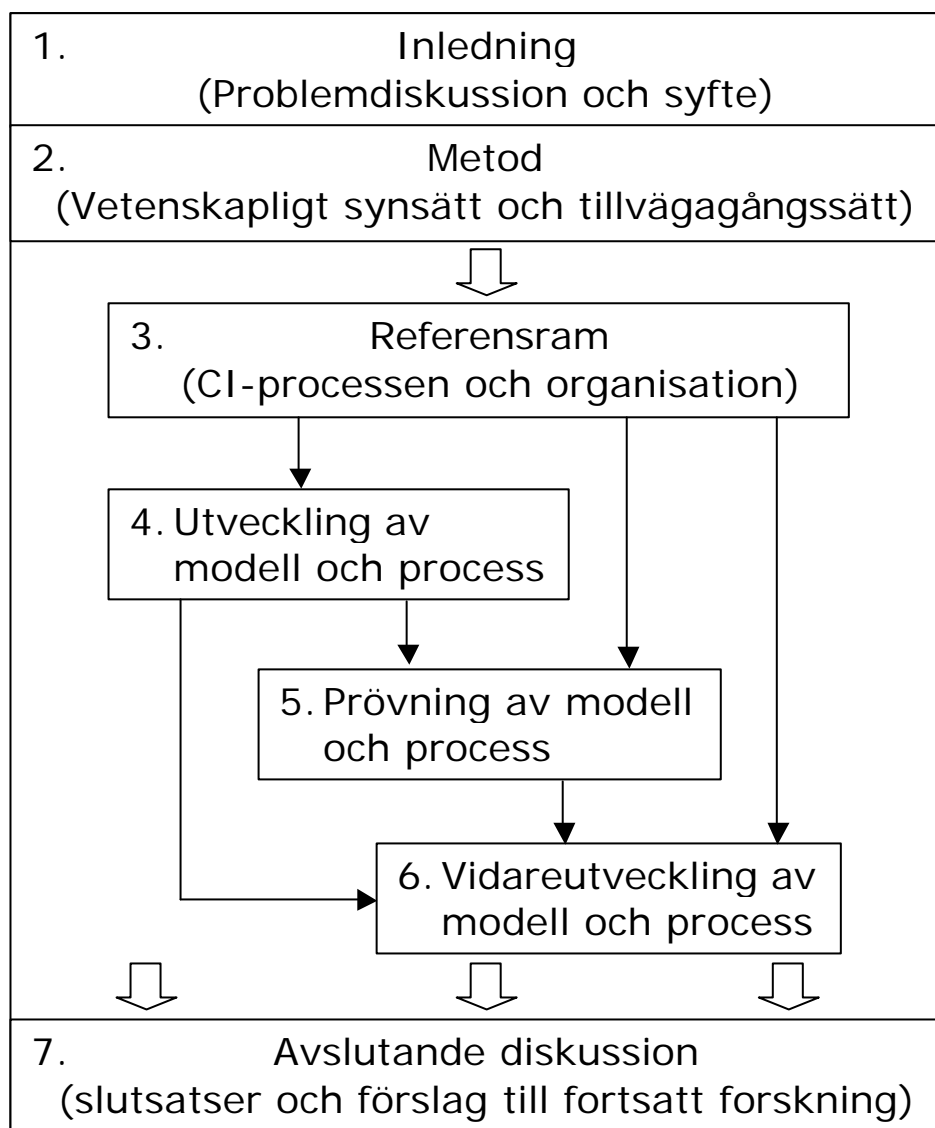 1. Inledning
(Problemdiskussion och syfte)
2. Metod
(Vetenskapligt synsätt och tillvägagångssätt)
3. Referensram
(CI-processen och organisation)
4. Utveckling av
modell och process
5. Prövning av modell
och process
6. Vidareutveckling av
modell och process
7. Avslutande diskussion
(slutsatser och förslag till fortsatt forskning)